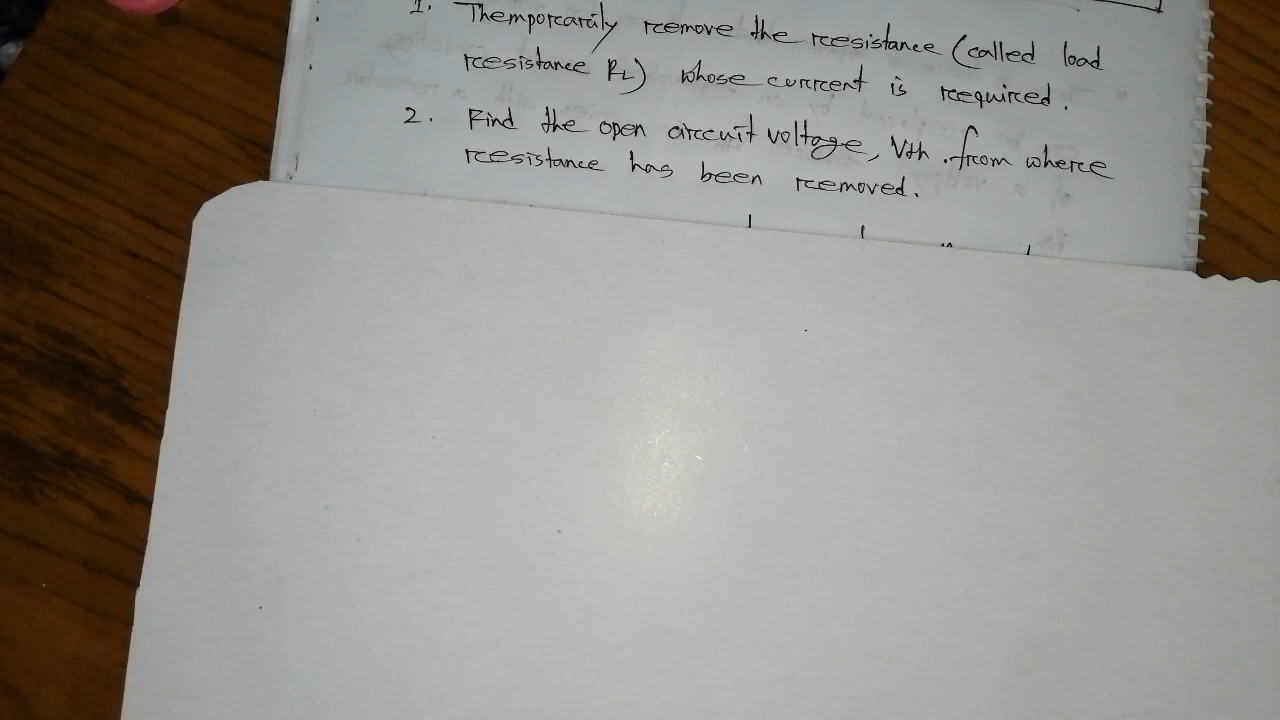 1. Themporarily remove the resistance (called load
resistance RL) whose current is required.
2. Find the open circuit voltage, Vth . from where
resistance has been removed.